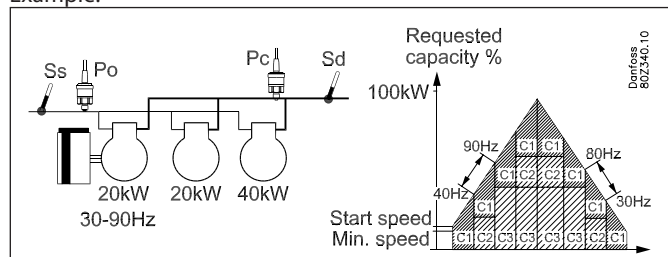 Example:
Requested
capacity %
Danfoss
80Z340.10
Ss
Po
Pc
Sd
100kW
90Hz
C1 C1
80Hz
C1 C2 C2 C1
40Hz
30Hz
C1 C1
20kW 20kW 40kW
30-90Hz
Start speed
Min. speed
C1 C2 C3 C3 C3 C3 C2 C1